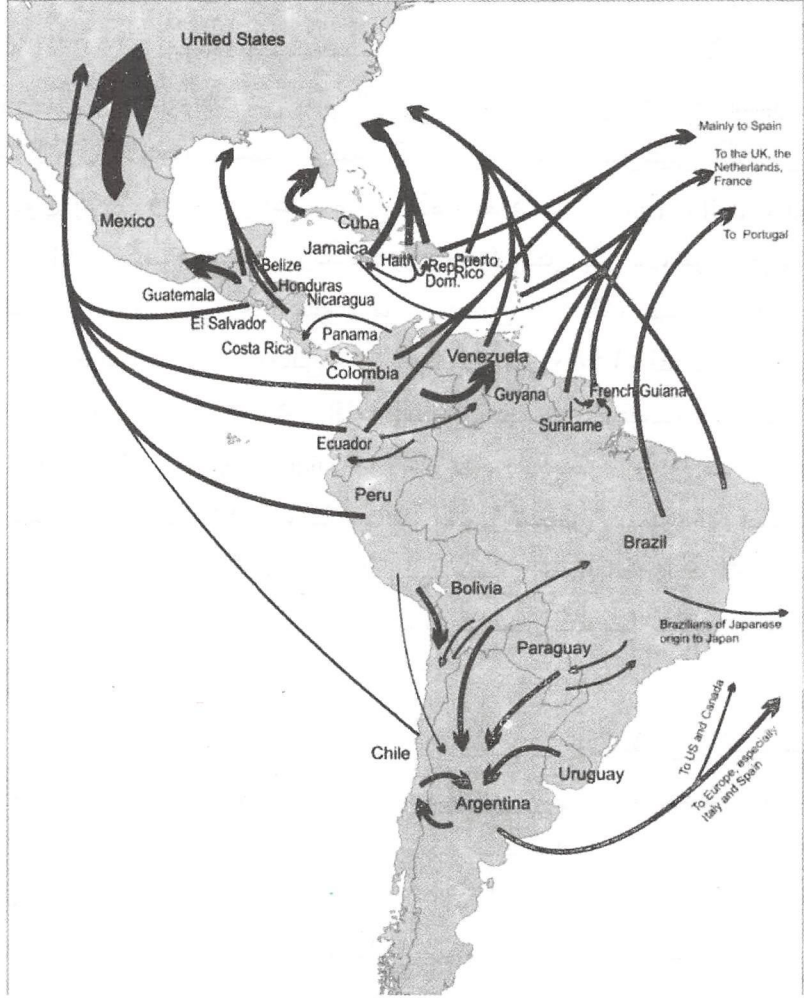 United States
Mainly to Spain
To the UK, the
Netherlands,
France
Mexico
Cuba
To Portugal
Jamaica
Haiti
Rep.
Dom.
Puerto
Rico
Belize
Honduras
Guatemala
Nicaragua
El Salvador
Panama
Costa Rica
Venezuela
Colombia
Guyana
French Guiana
Suriname
Ecuador
Peru
Brazil
Bolivia
Brazilians of Japanese
origin to Japan
Paraguay
To US and Canada
Chile
Uruguay
To Europe, especially
Italy and Spain
Argentina